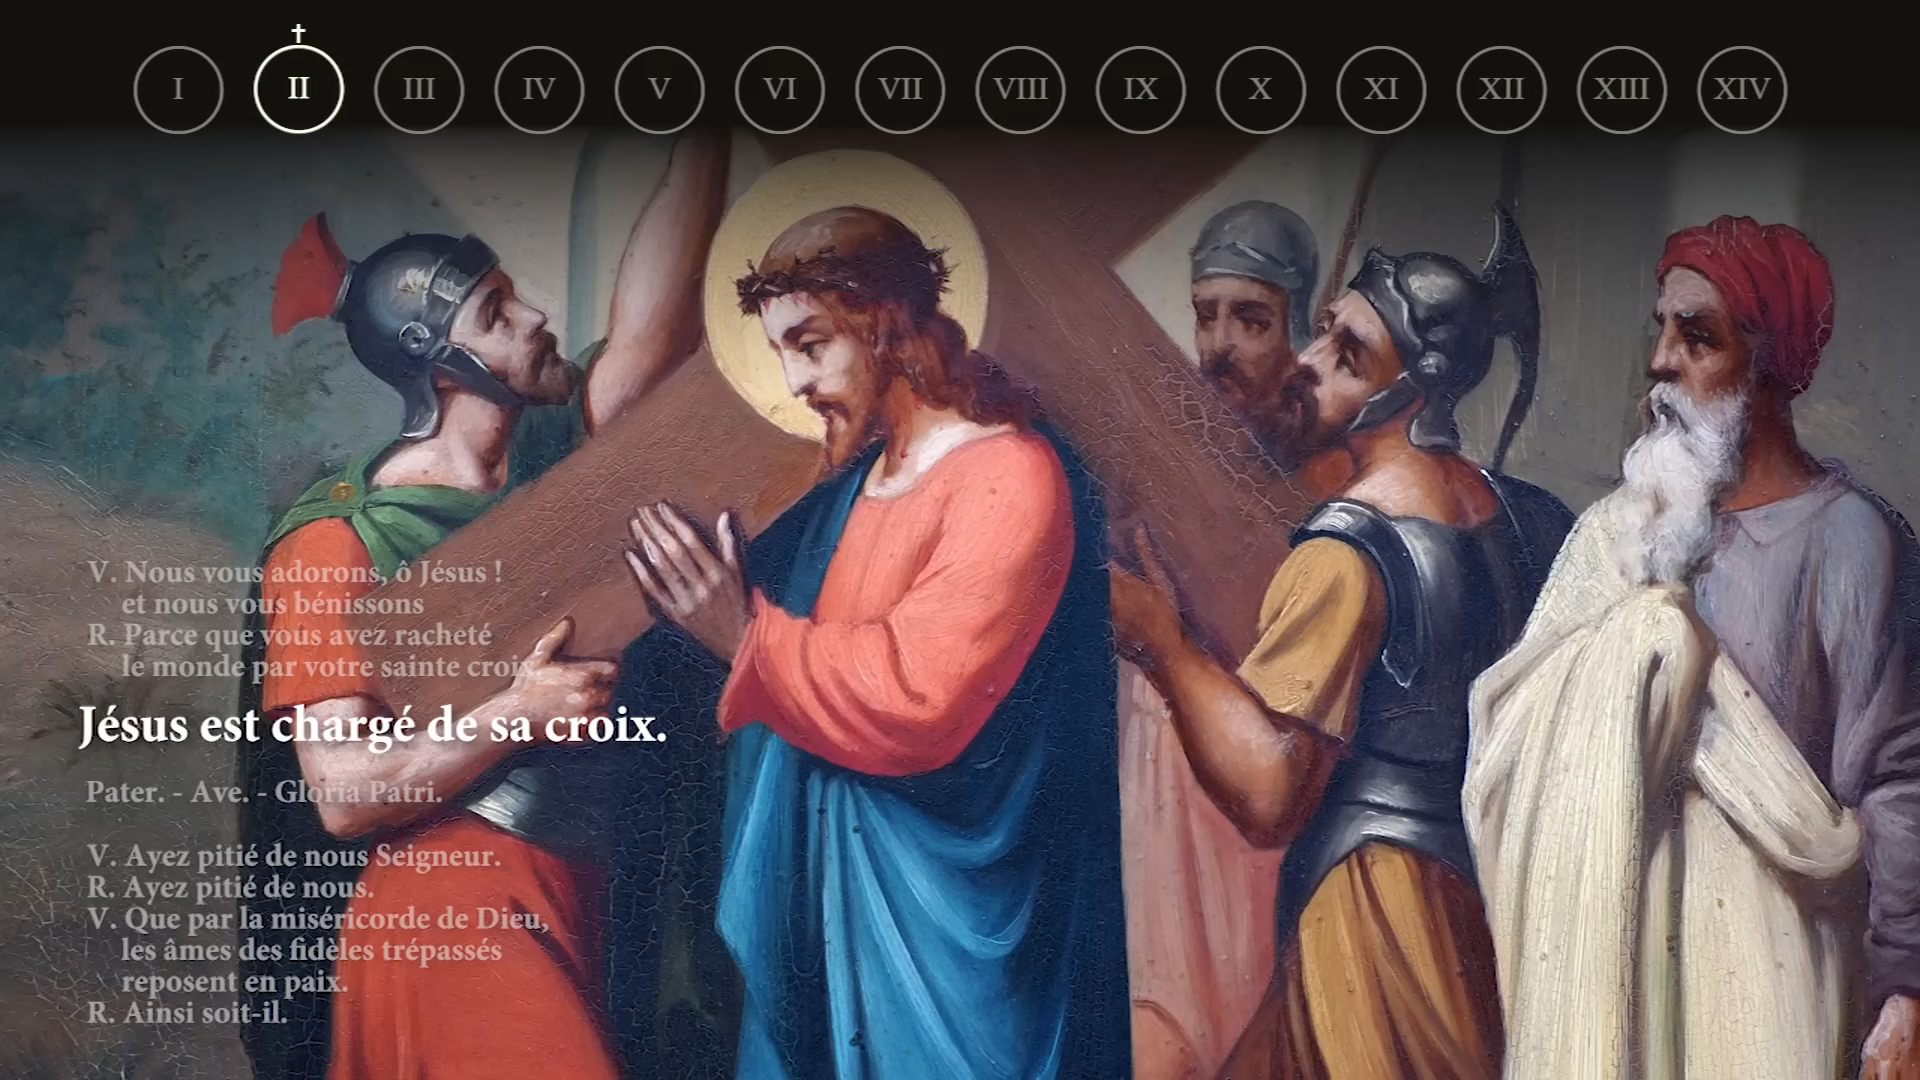 I II III IV V VI VII VIII IX X XI XII XIII XIV
V. Nous vous adorons, ô Jésus !
et nous vous bénissons
R. Parce que vous avez racheté
le monde par votre sainte croix.
Jésus est chargé de sa croix.
Pater. - Ave. - Gloria Patri.
V. Ayez pitié de nous Seigneur.
R. Ayez pitié de nous.
V. Que par la miséricorde de Dieu,
les âmes des fidèles trépassés
reposent en paix.
R. Ainsi soit-il.